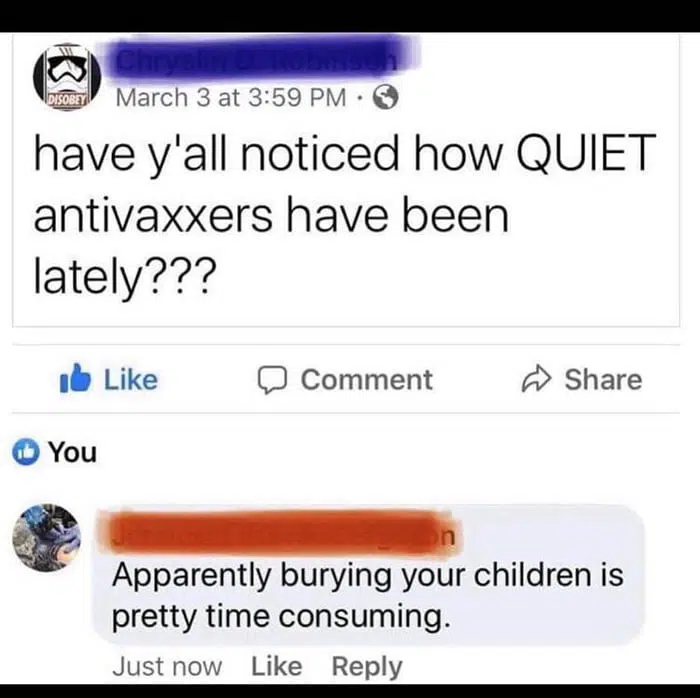 DISOBEY
March 3 at 3:59 PM ·
have y'all noticed how QUIET
antivaxxers have been
lately???
Like Comment Share
You
Apparently burying your children is
pretty time consuming.
Just now Like Reply